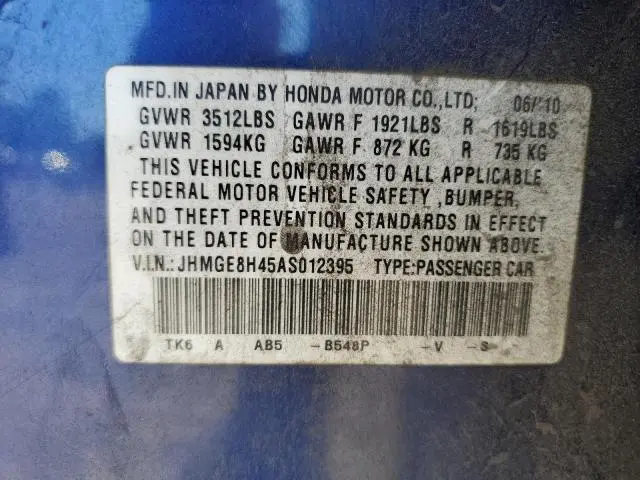 MFD.IN JAPAN BY HONDA MOTOR CO.,LTD; 06/'10
GVWR 3512LBS GAWR F 1921LBS R 1619LBS
GVWR 1594KG GAWR F 872 KG R 735 KG
THIS VEHICLE CONFORMS TO ALL APPLICABLE
FEDERAL MOTOR VEHICLE SAFETY ,BUMPER,
AND THEFT PREVENTION STANDARDS IN EFFECT
ON THE DATE OF MANUFACTURE SHOWN ABOVE.
V.I.N.: JHMGE8H45AS012395 TYPE:PASSENGER CAR
TK6 A AB5 -B548P -V -S -